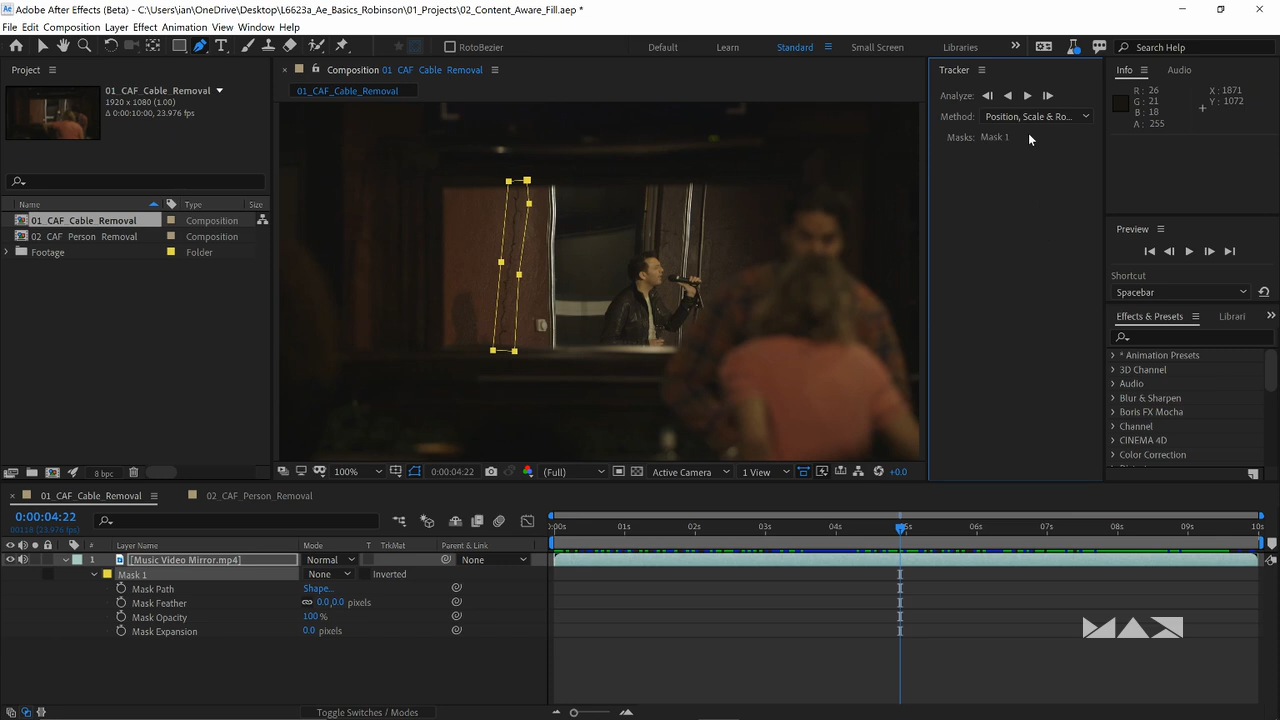 Adobe After Effects (Beta) - C:\Users\ian\OneDrive\Desktop\L6623a_Ae_Basics_Robinson\01_Projects\02_Content_Aware_Fill.aep *
File Edit Composition Layer Effect Animation View Window Help
RotoBezier Default Learn Standard Small Screen Libraries Search Help
Project
01_CAF_Cable_Removal
1920 x 1080 (1.00)
Δ 0:00:10:00, 23.976 fps
Name Type Size
01_CAF_Cable_Removal Composition
02_CAF_Person_Removal Composition
Footage Folder
8 bpc
Composition 01_CAF_Cable_Removal
01_CAF_Cable_Removal
100% 0:00:04:22 (Full) Active Camera 1 View +0.0
Tracker
Analyze:
Method: Position, Scale & Ro...
Masks: Mask 1
Info Audio
R: 26 X: 1871
G: 21 Y: 1072
B: 18
A: 255
Preview
Shortcut
Spacebar
Effects & Presets Librari
* Animation Presets
3D Channel
Audio
Blur & Sharpen
Boris FX Mocha
Channel
CINEMA 4D
Color Correction
01_CAF_Cable_Removal 02_CAF_Person_Removal
0:00:04:22
00118 (23.976 fps)
:00s 01s 02s 03s 04s 05s 06s 07s 08s 09s 10s
# Layer Name Mode T TrkMat Parent & Link
1 [Music Video Mirror.mp4] Normal None
Mask 1 None Inverted
Mask Path Shape...
Mask Feather 0.0,0.0 pixels
Mask Opacity 100%
Mask Expansion 0.0 pixels
MAX
Toggle Switches / Modes